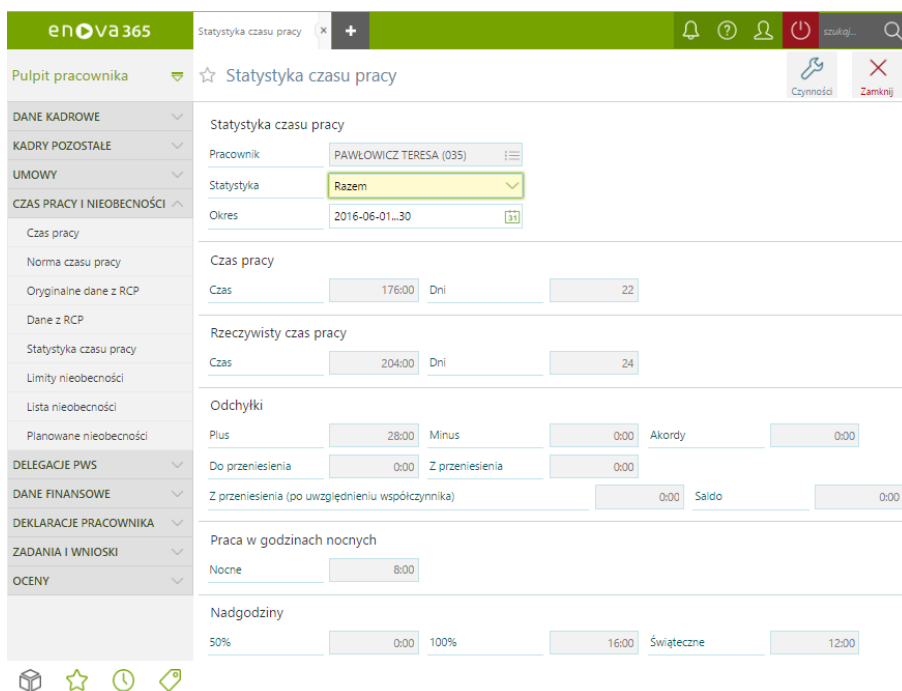 enova365
Statystyka czasu pracy x +
szukaj...
Pulpit pracownika
Statystyka czasu pracy
Czynności
Zamknij
DANE KADROWE
KADRY POZOSTAŁE
UMOWY
CZAS PRACY I NIEOBECNOŚCI
Czas pracy
Norma czasu pracy
Oryginalne dane z RCP
Dane z RCP
Statystyka czasu pracy
Limity nieobecności
Lista nieobecności
Planowane nieobecności
DELEGACJE PWS
DANE FINANSOWE
DEKLARACJE PRACOWNIKA
ZADANIA I WNIOSKI
OCENY
Statystyka czasu pracy
Pracownik PAWŁOWICZ TERESA (035)
Statystyka Razem
Okres 2016-06-01...30 31
Czas pracy
Czas 176:00 Dni 22
Rzeczywisty czas pracy
Czas 204:00 Dni 24
Odchyłki
Plus 28:00 Minus 0:00 Akordy 0:00
Do przeniesienia 0:00 Z przeniesienia 0:00
Z przeniesienia (po uwzględnieniu współczynnika) 0:00 Saldo 0:00
Praca w godzinach nocnych
Nocne 8:00
Nadgodziny
50% 0:00 100% 16:00 Świąteczne 12:00